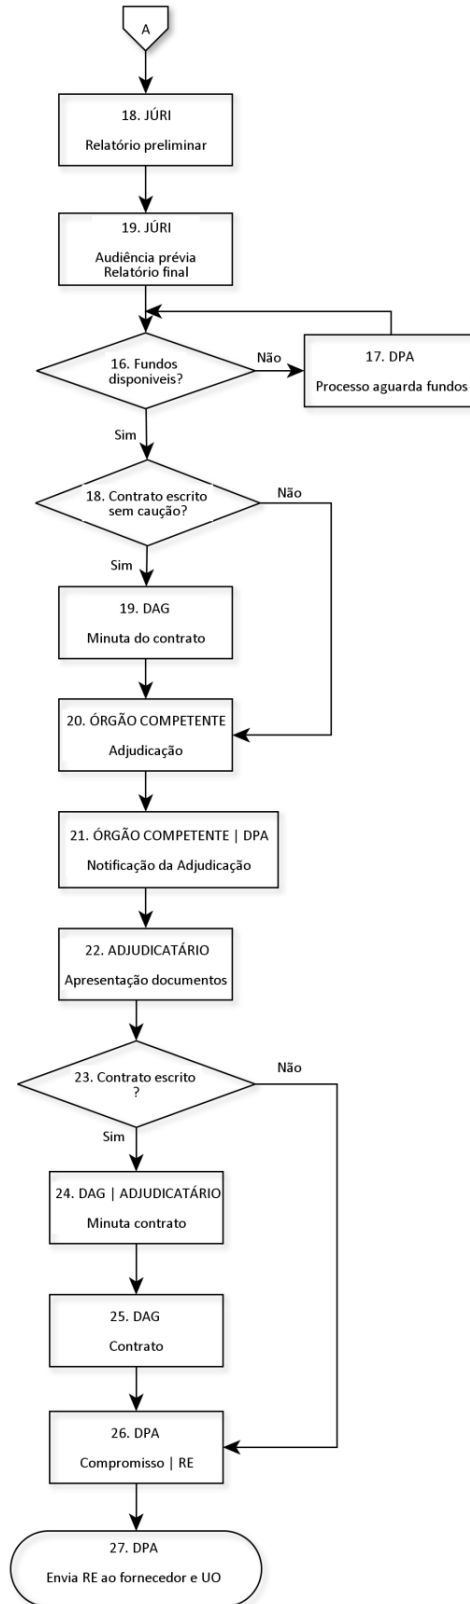 A
18. JÚRI
Relatório preliminar
19. JÚRI
Audiência prévia
Relatório final
16. Fundos
disponiveis?
Não
17. DPA
Processo aguarda fundos
Sim
18. Contrato escrito
sem caução?
Não
Sim
19. DAG
Minuta do contrato
20. ÓRGÃO COMPETENTE
Adjudicação
21. ÓRGÃO COMPETENTE | DPA
Notificação da Adjudicação
22. ADJUDICATÁRIO
Apresentação documentos
23. Contrato escrito
?
Não
Sim
24. DAG | ADJUDICATÁRIO
Minuta contrato
25. DAG
Contrato
26. DPA
Compromisso | RE
27. DPA
Envia RE ao fornecedor e UO